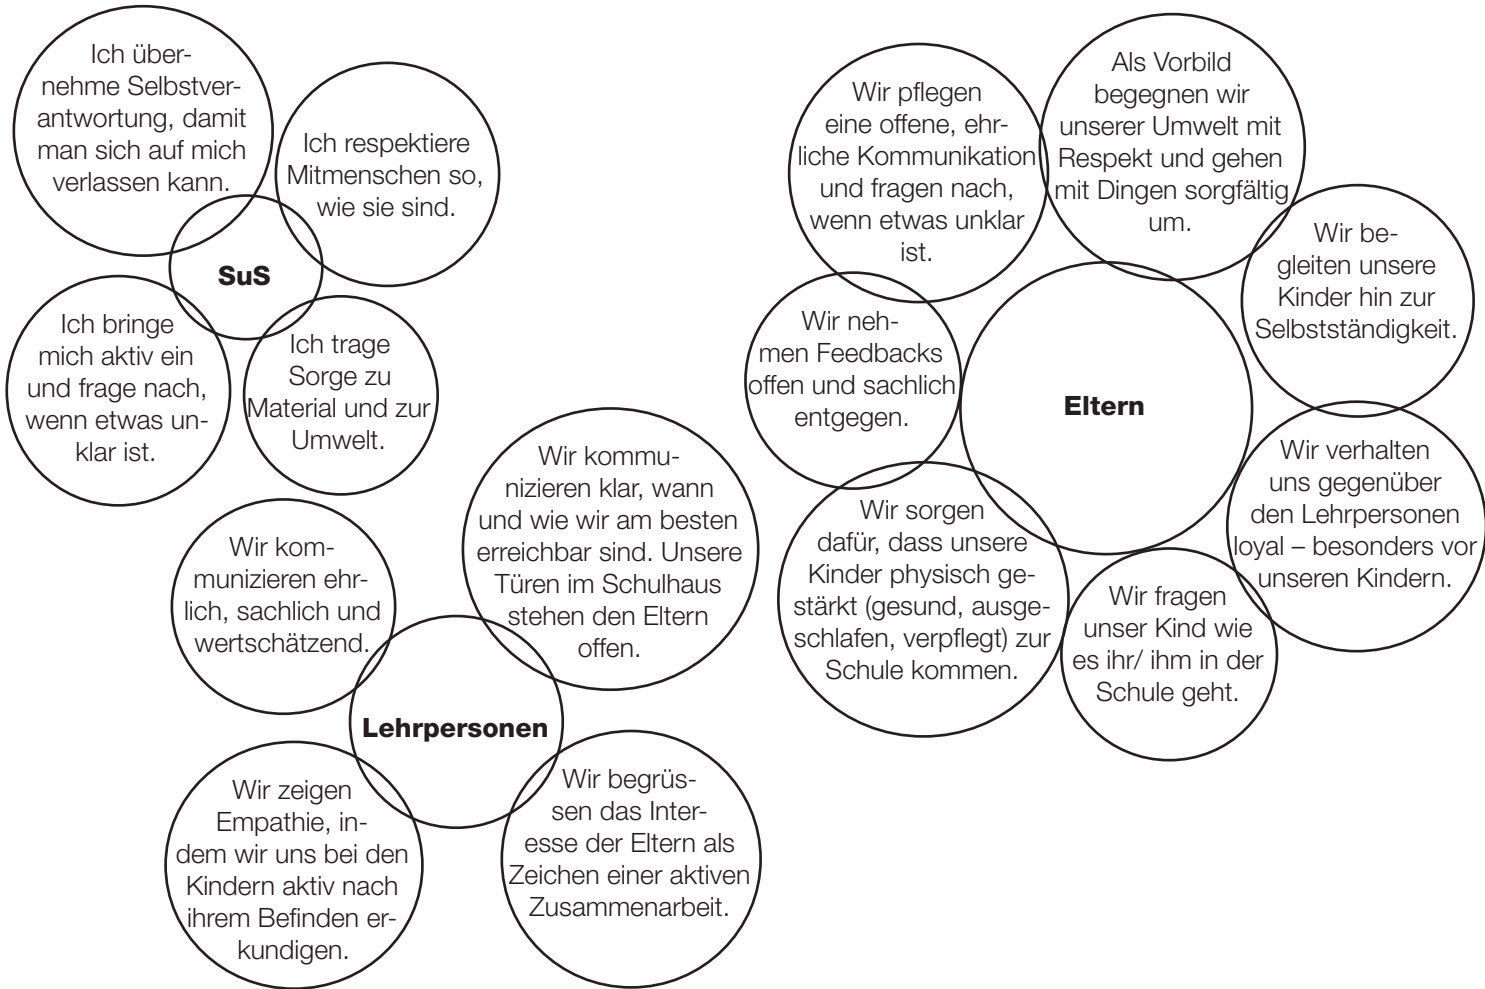 Ich über-
nehme Selbstver-
antwortung, damit
man sich auf mich
verlassen kann.
Ich respektiere
Mitmenschen so,
wie sie sind.
SuS
Ich bringe
mich aktiv ein
und frage nach,
wenn etwas un-
klar ist.
Ich trage
Sorge zu
Material und zur
Umwelt.
Wir kom-
munizieren ehr-
lich, sachlich und
wertschätzend.
Wir kommu-
nizieren klar, wann
und wie wir am besten
erreichbar sind. Unsere
Türen im Schulhaus
stehen den Eltern
offen.
Lehrpersonen
Wir zeigen
Empathie, in-
dem wir uns bei den
Kindern aktiv nach
ihrem Befinden er-
kundigen.
Wir begrüs-
sen das Inter-
esse der Eltern als
Zeichen einer aktiven
Zusammenarbeit.
Wir pflegen
eine offene, ehr-
liche Kommunikation
und fragen nach,
wenn etwas unklar
ist.
Als Vorbild
begegnen wir
unserer Umwelt mit
Respekt und gehen
mit Dingen sorgfältig
um.
Wir be-
gleiten unsere
Kinder hin zur
Selbstständigkeit.
Wir neh-
men Feedbacks
offen und sachlich
entgegen.
Eltern
Wir verhalten
uns gegenüber
den Lehrpersonen
loyal – besonders vor
unseren Kindern.
Wir sorgen
dafür, dass unsere
Kinder physisch ge-
stärkt (gesund, ausge-
schlafen, verpflegt) zur
Schule kommen.
Wir fragen
unser Kind wie
es ihr/ ihm in der
Schule geht.